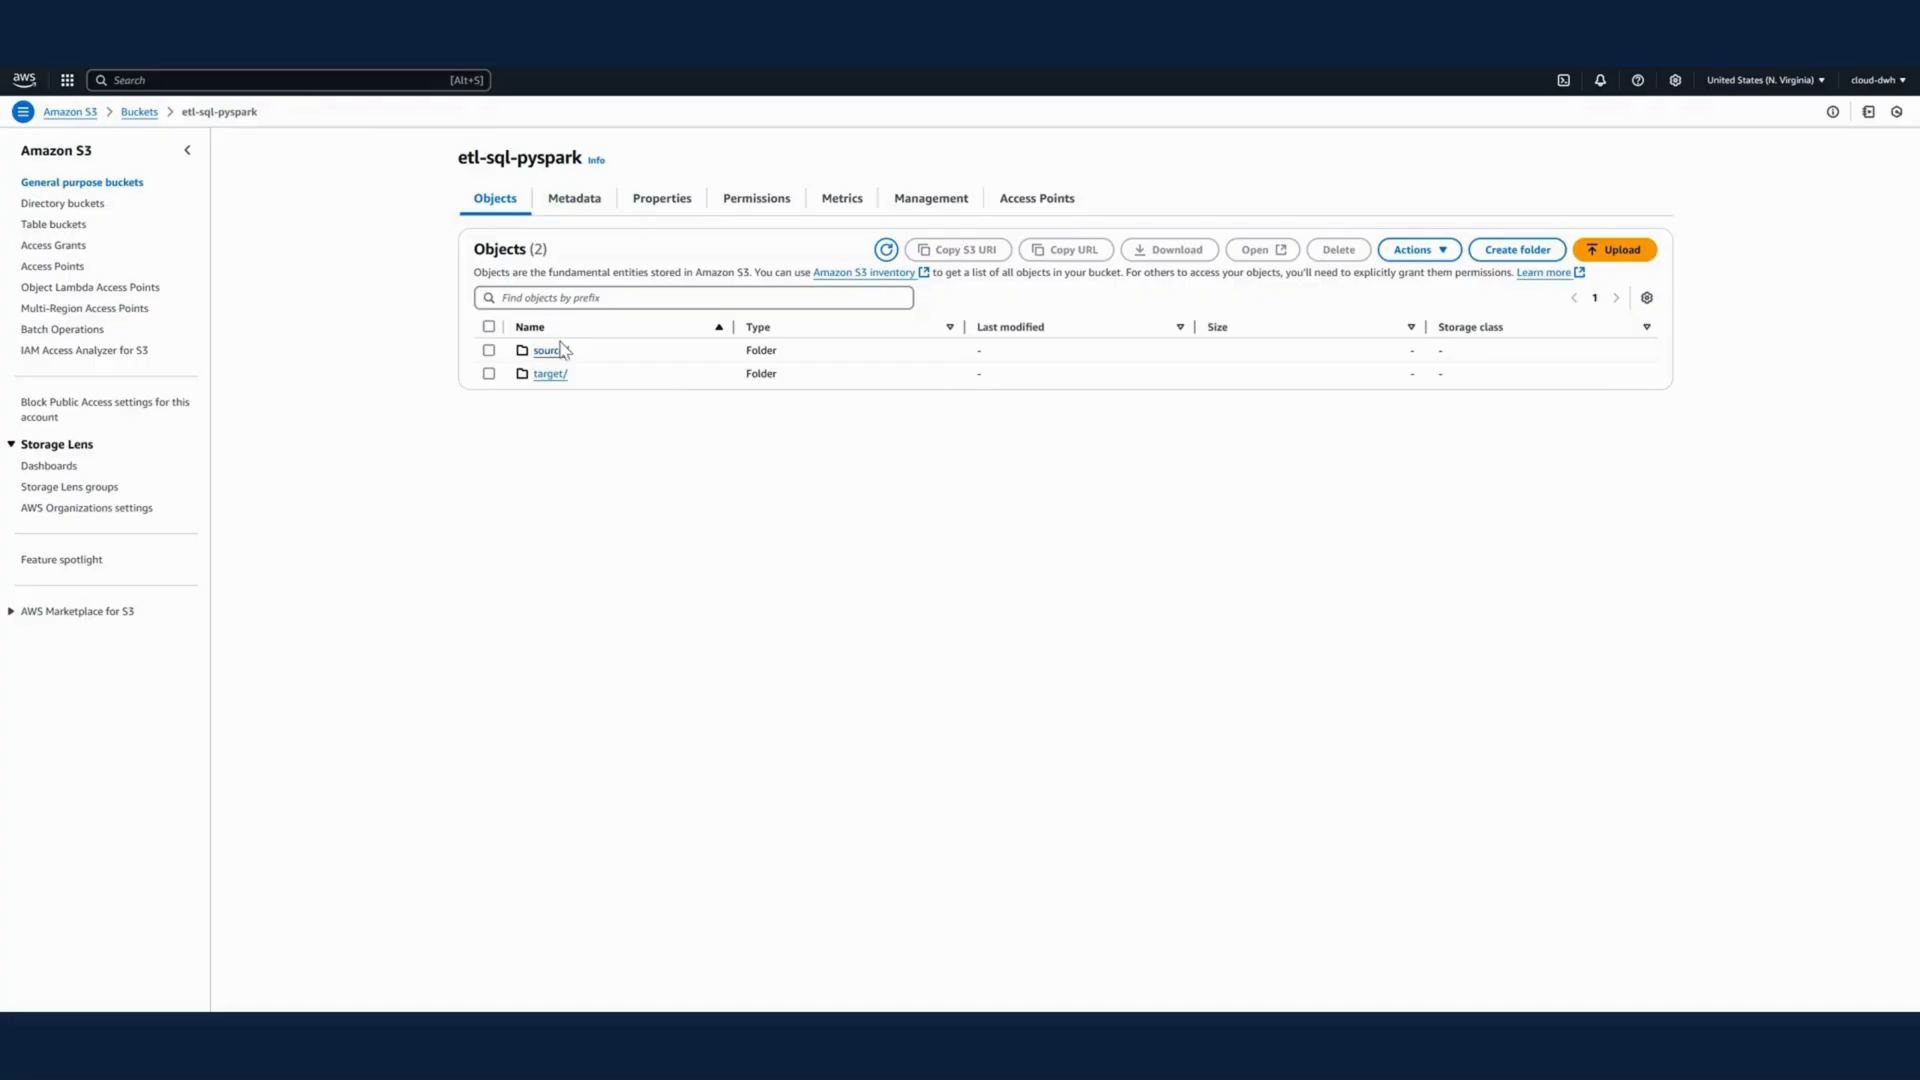 aws
Search [Alt+S] United States (N. Virginia) cloud-dwh
Amazon S3 > Buckets > etl-sql-pyspark
Amazon S3
General purpose buckets
Directory buckets
Table buckets
Access Grants
Access Points
Object Lambda Access Points
Multi-Region Access Points
Batch Operations
IAM Access Analyzer for S3
Block Public Access settings for this
account
Storage Lens
Dashboards
Storage Lens groups
AWS Organizations settings
Feature spotlight
AWS Marketplace for S3
etl-sql-pyspark Info
Objects Metadata Properties Permissions Metrics Management Access Points
Objects (2) Copy S3 URI Copy URL Download Open Delete Actions Create folder Upload
Objects are the fundamental entities stored in Amazon S3. You can use Amazon S3 inventory to get a list of all objects in your bucket. For others to access your objects, you'll need to explicitly grant them permissions. Learn more
Find objects by prefix 1
Name Type Last modified Size Storage class
Folder - - -
target/ Folder - - -